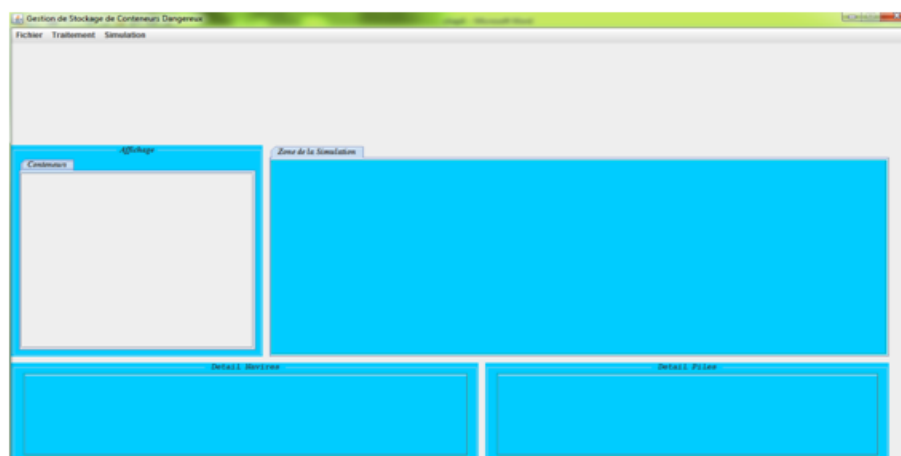 Gestion de Stockage de Conteneurs Dangereux
Fichier Traitement Simulation
Affichage
Conteneurs
Zone de la Simulation
Detail Navires
Detail Piles